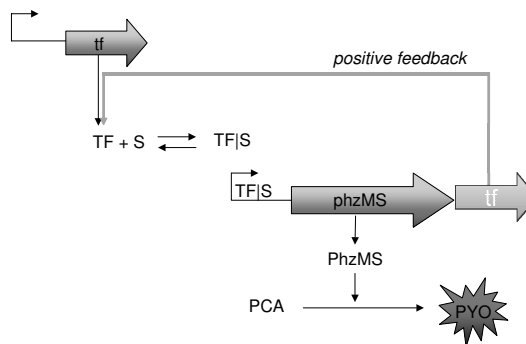 tf
positive feedback
TF + S
TF|S
TF|S
phzMS
tf
PhzMS
PCA
PYO